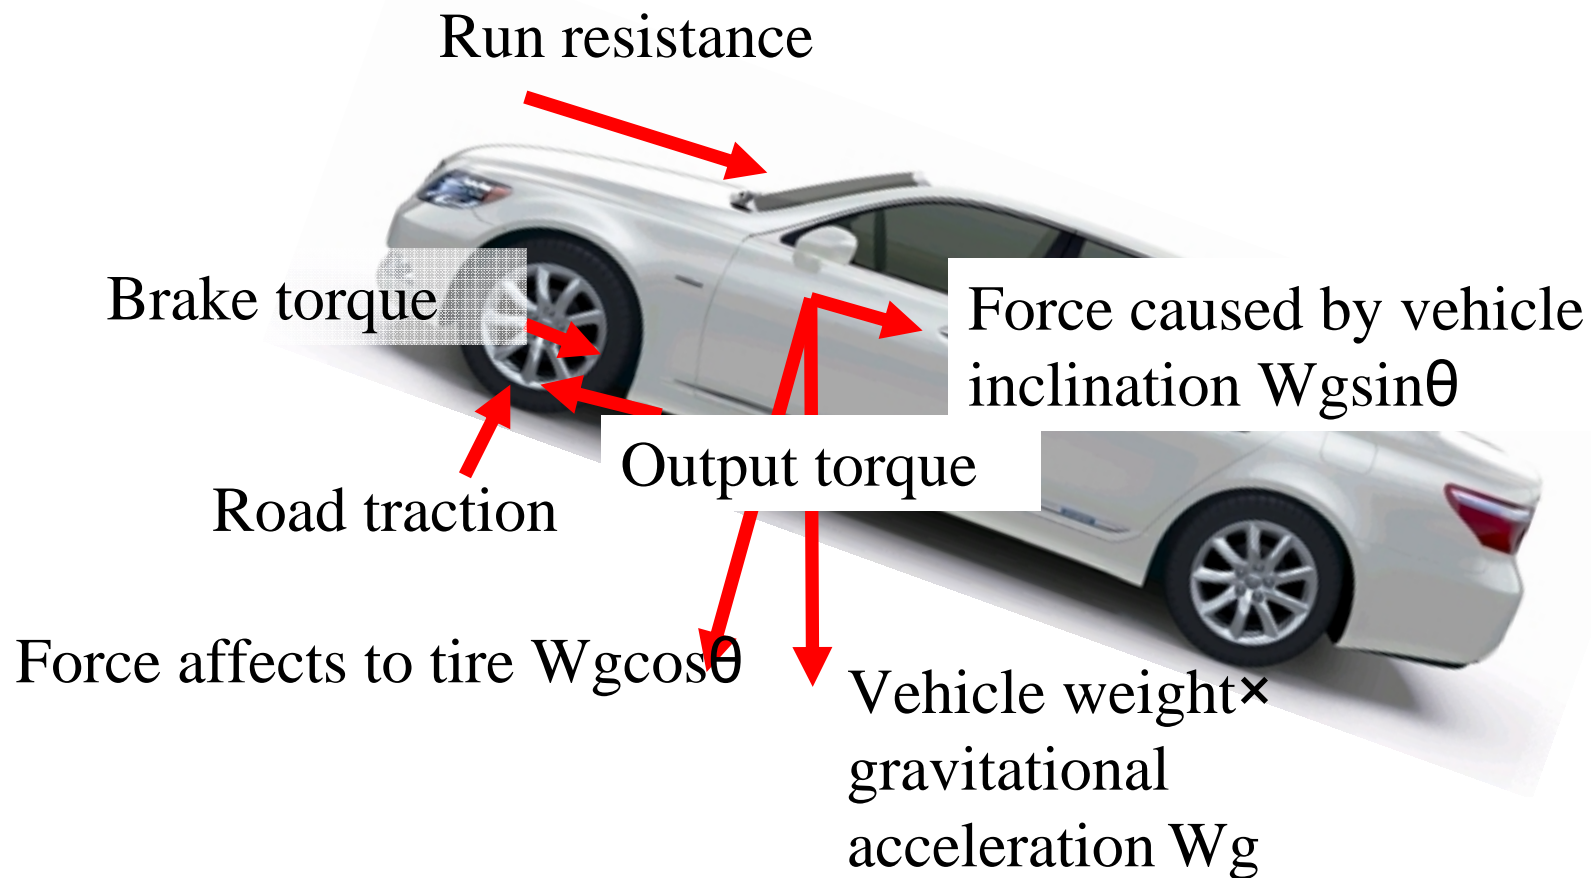 Run resistance
Brake torque
Force caused by vehicle
inclination Wgsinθ
Output torque
Road traction
Force affects to tire Wgcosθ
Vehicle weight×
gravitational
acceleration Wg